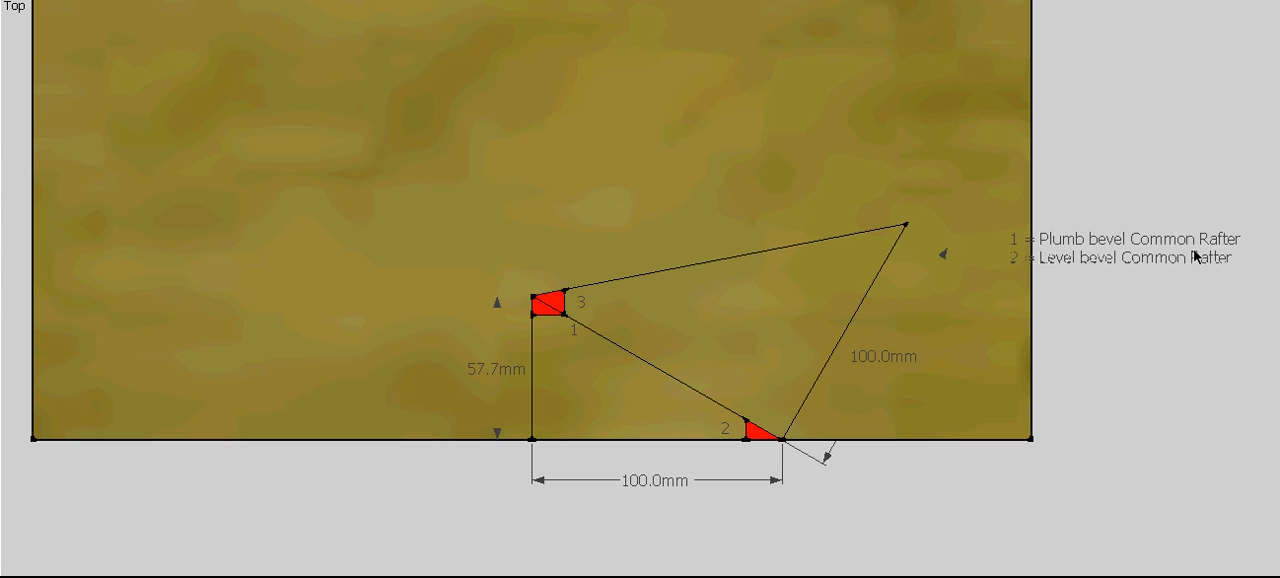 Top
1 = Plumb bevel Common Rafter
2 = Level bevel Common Rafter
3
1
100.0mm
57.7mm
2
100.0mm